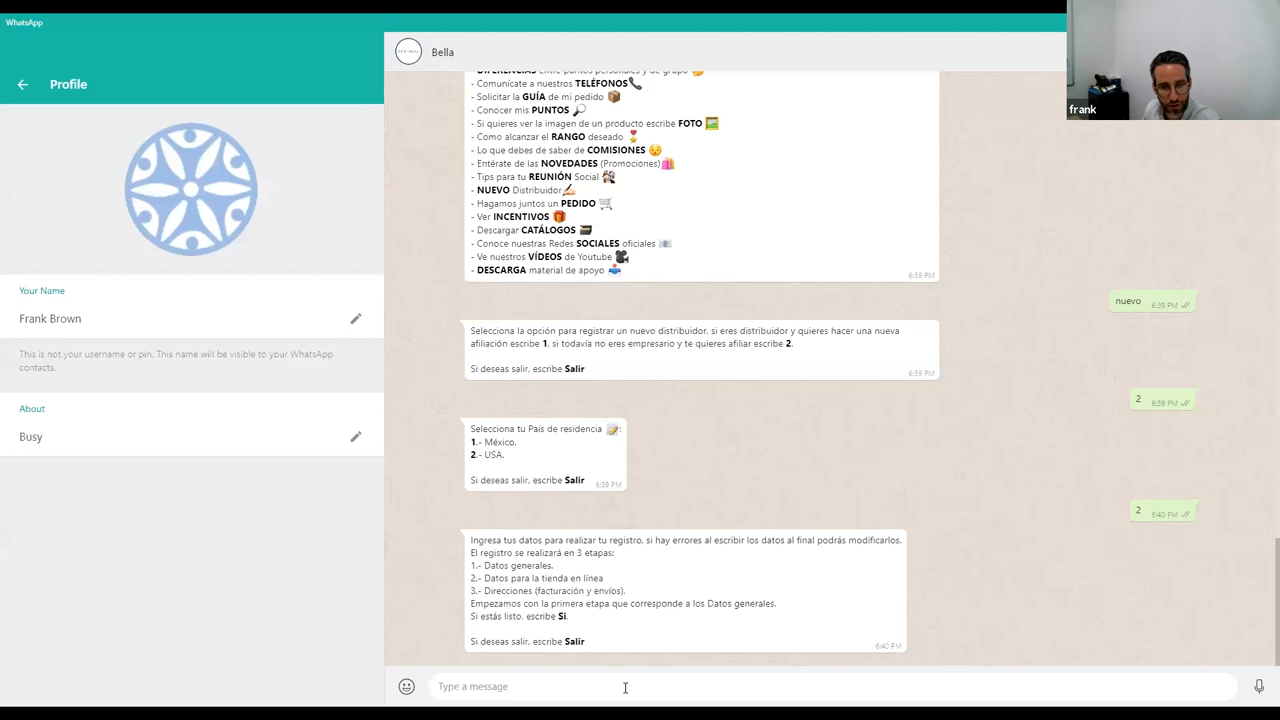 WhatsApp
Profile
Your Name
Frank Brown
This is not your username or pin. This name will be visible to your WhatsApp
contacts.
About
Busy
Bella
frank
- DIFERENCIAS Entre puntos personales y de grupo
- Comunícate a nuestros TELÉFONOS
- Solicitar la GUÍA de mi pedido
- Conocer mis PUNTOS
- Si quieres ver la imagen de un producto escribe FOTO
- Como alcanzar el RANGO deseado
- Lo que debes de saber de COMISIONES
- Entérate de las NOVEDADES (Promociones)
- Tips para tu REUNIÓN Social
- NUEVO Distribuidor
- Hagamos juntos un PEDIDO
- Ver INCENTIVOS
- Descargar CATÁLOGOS
- Conoce nuestras Redes SOCIALES oficiales
- Ve nuestros VÍDEOS de Youtube
- DESCARGA material de apoyo
6:39 PM
nuevo 6:39 PM
Selecciona la opción para registrar un nuevo distribuidor, si eres distribuidor y quieres hacer una nueva
afiliación escribe 1, si todavía no eres empresario y te quieres afiliar escribe 2.
Si deseas salir, escribe Salir
6:39 PM
2 6:39 PM
Selecciona tu País de residencia :
1.- México.
2.- USA.
Si deseas salir, escribe Salir 6:39 PM
2 6:40 PM
Ingresa tus datos para realizar tu registro, si hay errores al escribir los datos al final podrás modificarlos.
El registro se realizará en 3 etapas:
1.- Datos generales.
2.- Datos para la tienda en línea
3.- Direcciones (facturación y envíos).
Empezamos con la primera etapa que corresponde a los Datos generales.
Si estás listo, escribe Si.
Si deseas salir, escribe Salir
6:40 PM
Type a message